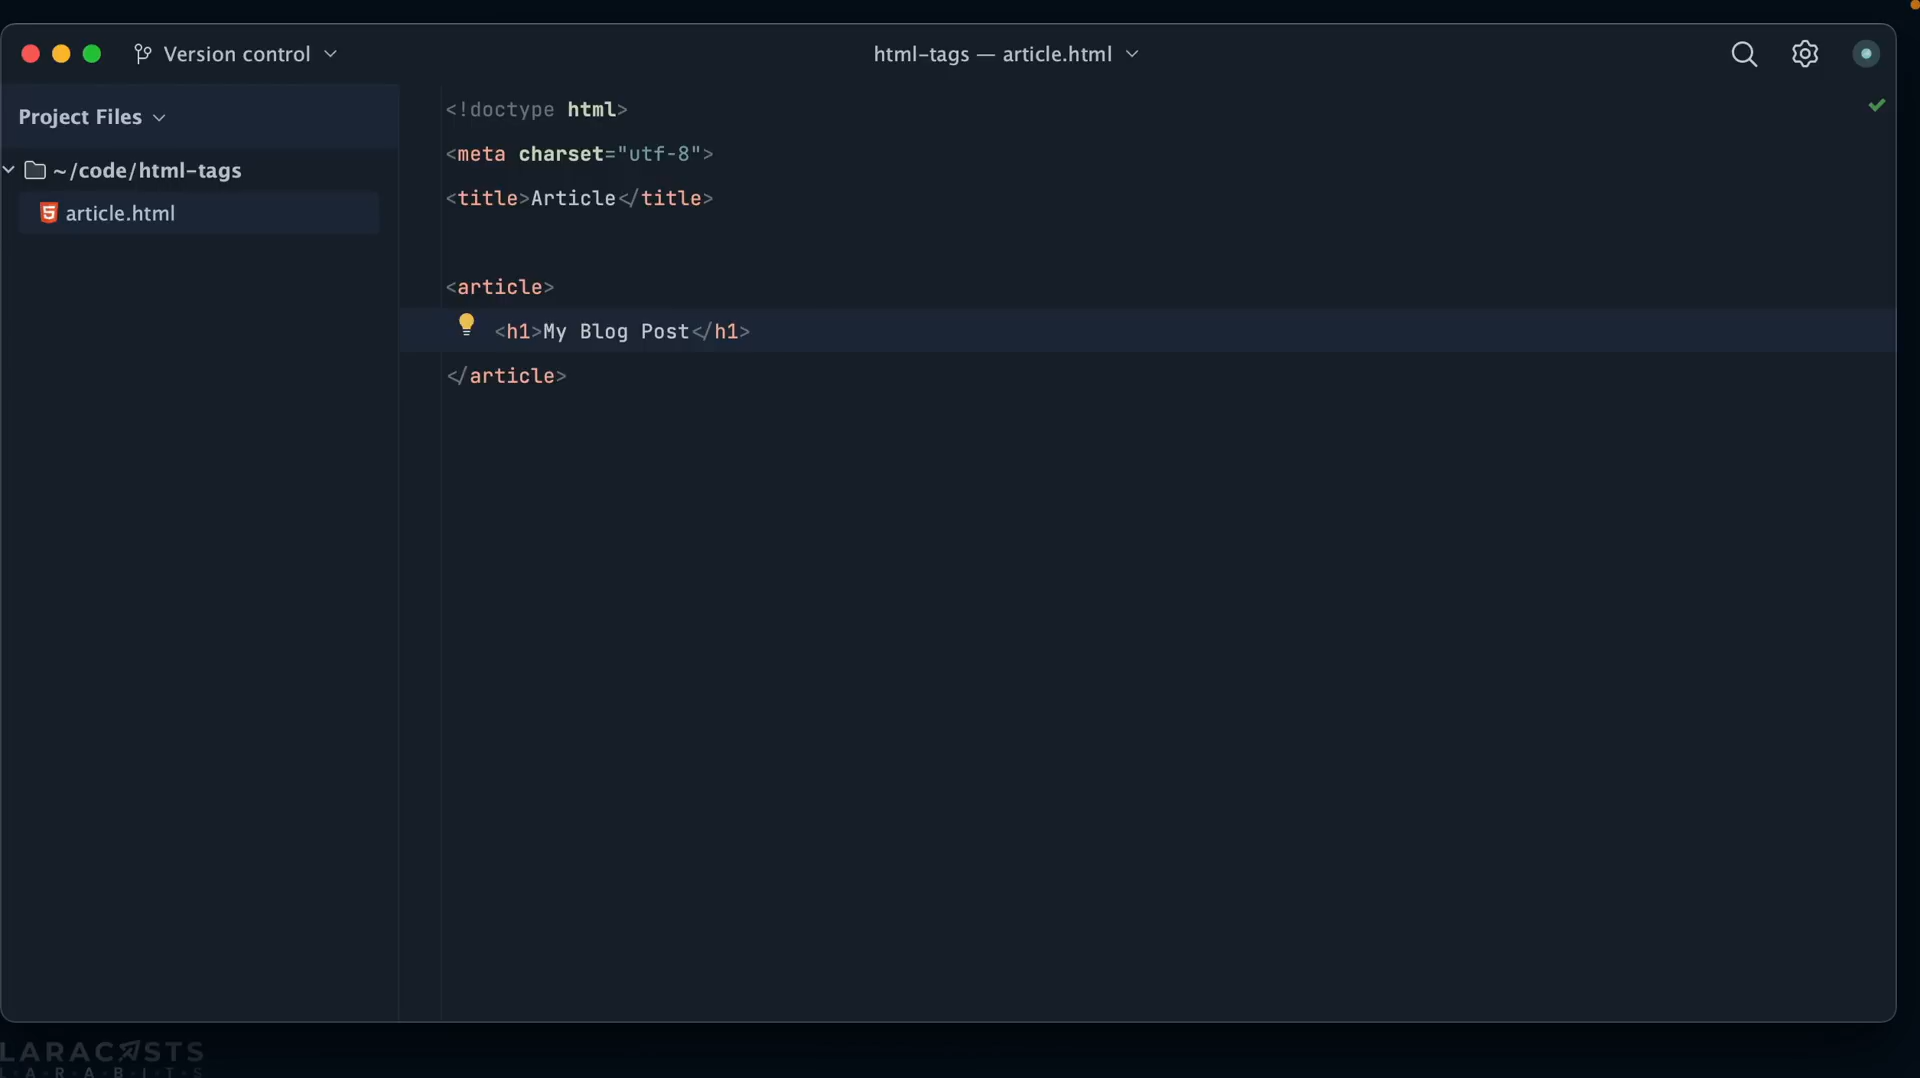 Version control
html-tags — article.html
Project Files
~/code/html-tags
article.html
<!doctype html>
<meta charset="utf-8">
<title>Article</title>
<article>
<h1>My Blog Post</h1>
</article>
LARACASTS
L·A·R·A·B·I·T·S